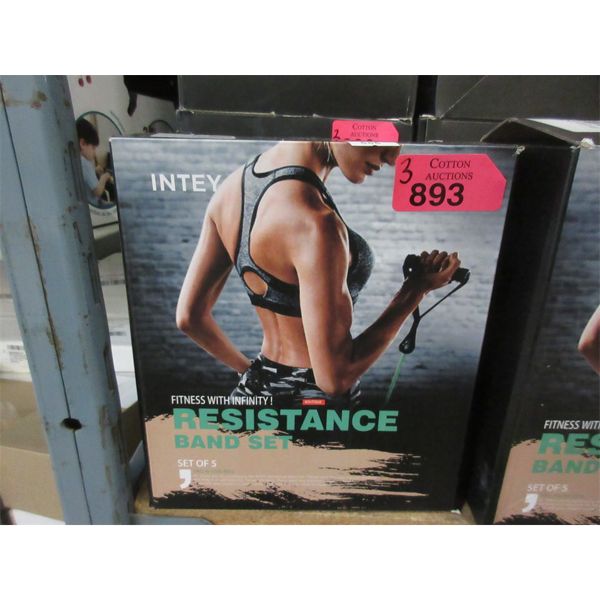 3
COTTON
AUCTIONS
3
COTTON
AUCTIONS
893
INTEY
FITNESS WITH INFINITY !
RESISTANCE
BAND SET
SET OF 5
FITNESS WITH
RES
BAND
SET OF 5